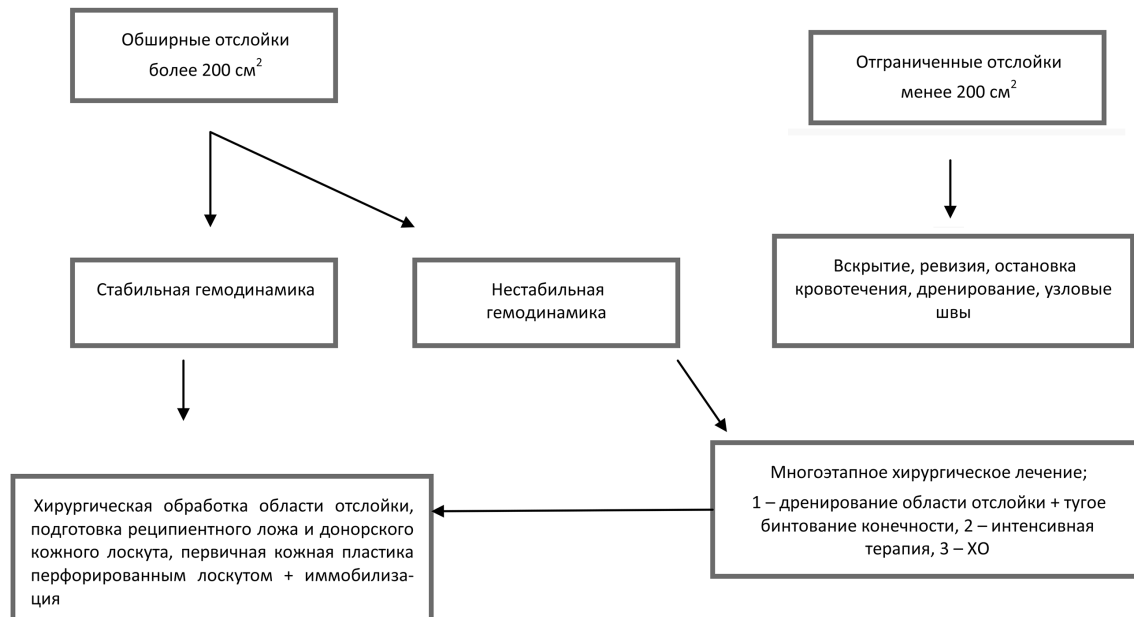 Обширные отслойки
более 200 см²
Отграниченные отслойки
менее 200 см²
Стабильная гемодинамика
Нестабильная
гемодинамика
Вскрытие, ревизия, остановка
кровотечения, дренирование, узловые
швы
Хирургическая обработка области отслойки,
подготовка реципиентного ложа и донорского
кожного лоскута, первичная кожная пластика
перфорированным лоскутом + иммобилиза-
ция
Многоэтапное хирургическое лечение;
1 – дренирование области отслойки + тугое
бинтование конечности, 2 – интенсивная
терапия, 3 – ХО